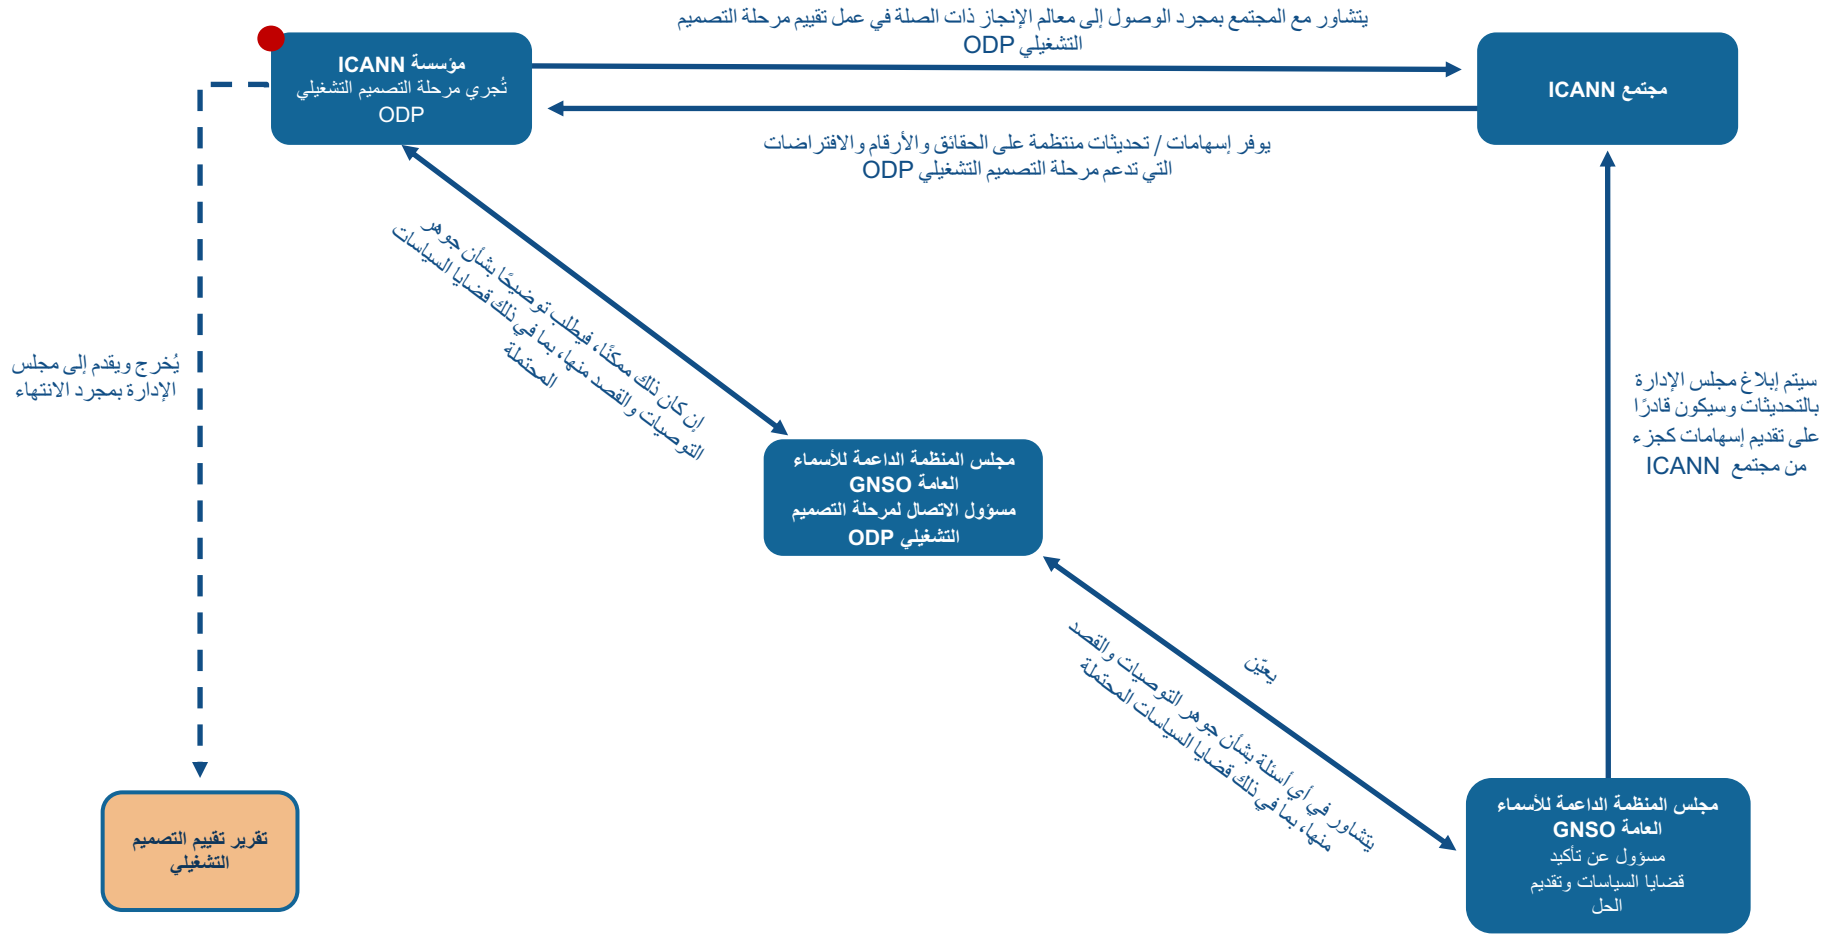 يتشاور مع المجتمع بمجرد الوصول إلى معالم الإنجاز ذات الصلة في عمل تقييم مرحلة التصميم
التشغيلي ODP
مؤسسة ICANN
تُجري مرحلة التصميم التشغيلي
ODP
مجتمع ICANN
يوفر إسهامات / تحديثات منتظمة على الحقائق والأرقام والافتراضات
التي تدعم مرحلة التصميم التشغيلي ODP
إن كان ذلك ممكنًا، فيطلب توضيحًا بشأن جوهر
التوصيات والقصد منها، بما في ذلك قضايا السياسات
المحتملة
يُخرج ويقدم إلى مجلس
الإدارة بمجرد الانتهاء
سيتم إبلاغ مجلس الإدارة
بالتحديثات وسيكون قادرًا
على تقديم إسهامات كجزء
من مجتمع ICANN
مجلس المنظمة الداعمة للأسماء
العامة GNSO
مسؤول الاتصال لمرحلة التصميم
التشغيلي ODP
يعيّن
يتشاور في أي أسئلة بشأن جوهر التوصيات والقصد
منها، بما في ذلك قضايا السياسات المحتملة
مجلس المنظمة الداعمة للأسماء
العامة GNSO
مسؤول عن تأكيد
قضايا السياسات وتقديم
الحل
تقرير تقييم التصميم
التشغيلي